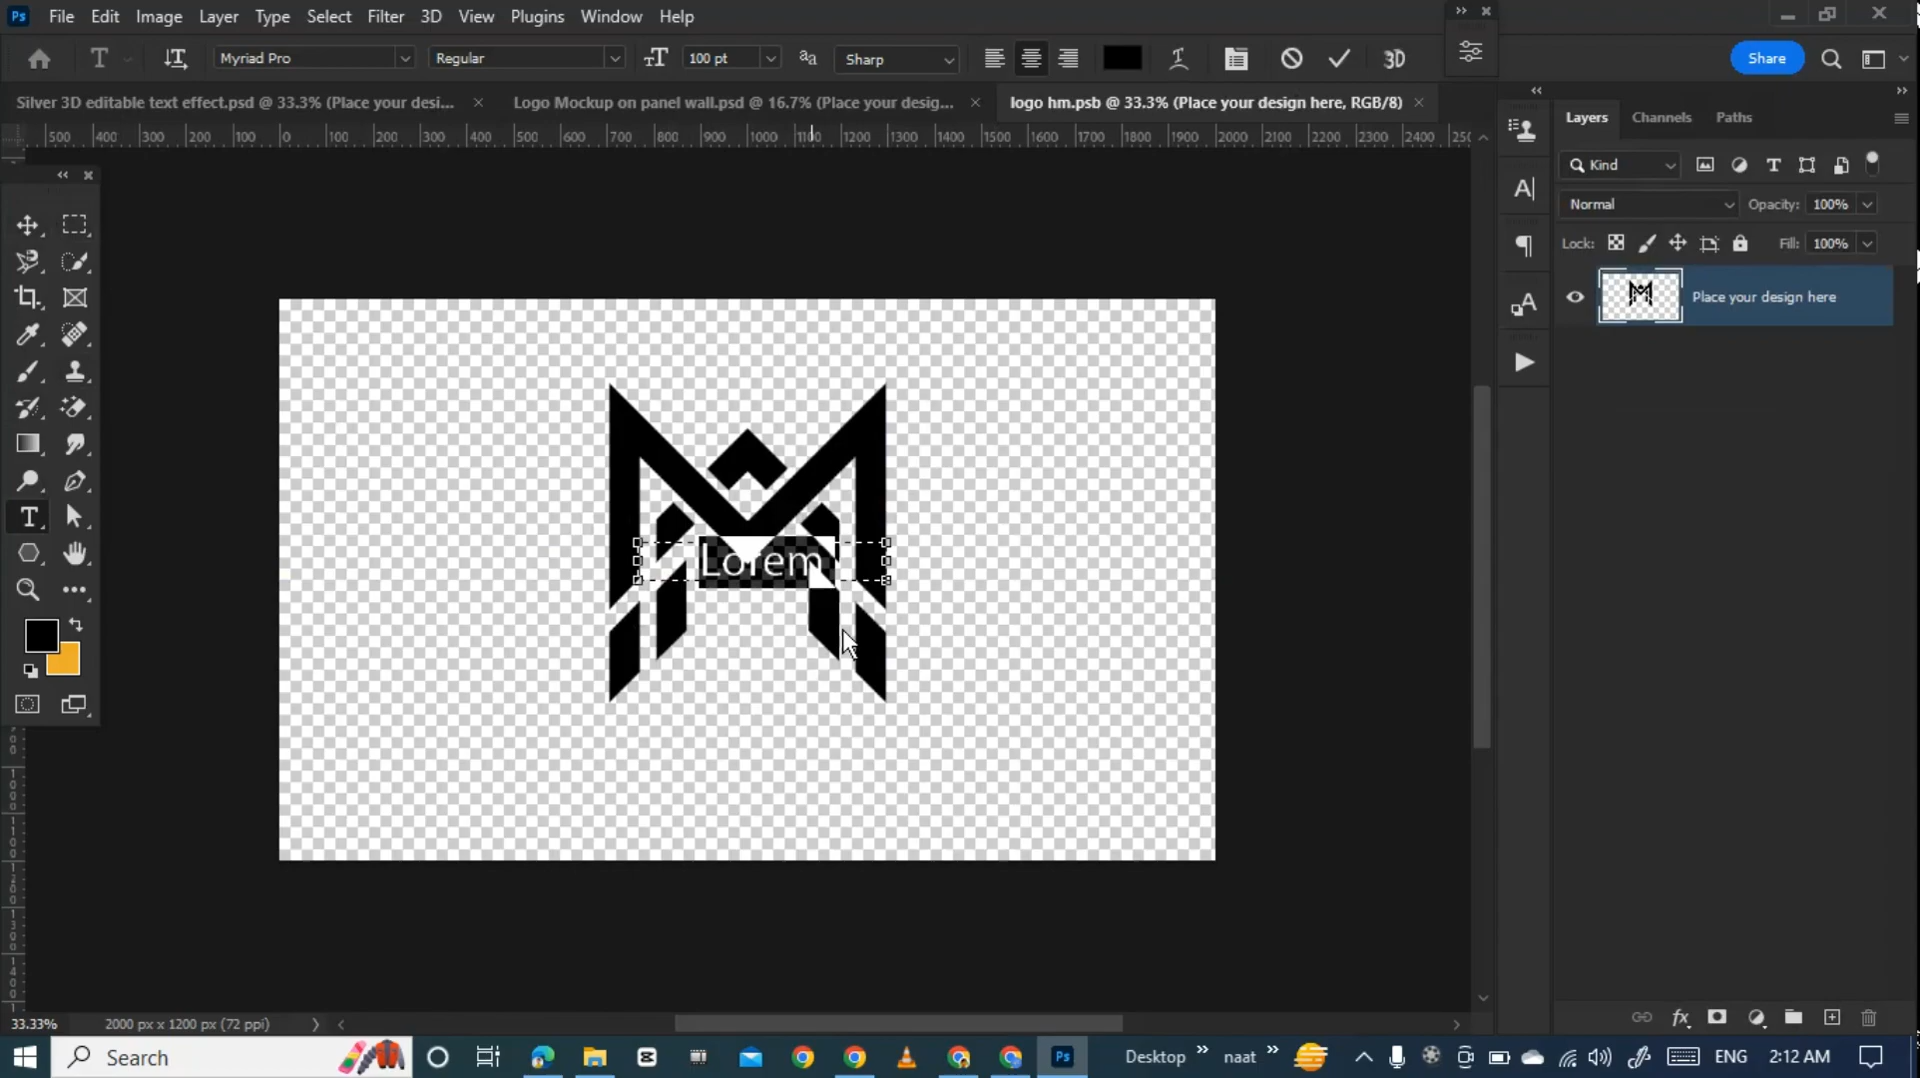 Ps File Edit Image Layer Type Select Filter 3D View Plugins Window Help
T Myriad Pro Regular 100 pt aa Sharp 3D Share
Silver 3D editable text effect.psd @ 33.3% (Place your desi... × Logo Mockup on panel wall.psd @ 16.7% (Place your desig... × logo hm.psb @ 33.3% (Place your design here, RGB/8) ×
500 400 300 200 100 0 100 200 300 400 500 600 700 800 900 1000 1100 1200 1300 1400 1500 1600 1700 1800 1900 2000 2100 2200 2300 2400
Layers Channels Paths
Kind
Normal Opacity: 100%
Lock: Fill: 100%
Place your design here
Lorem
33.33% 2000 px x 1200 px (72 ppi)
Search Ps Desktop naat ENG 2:12 AM